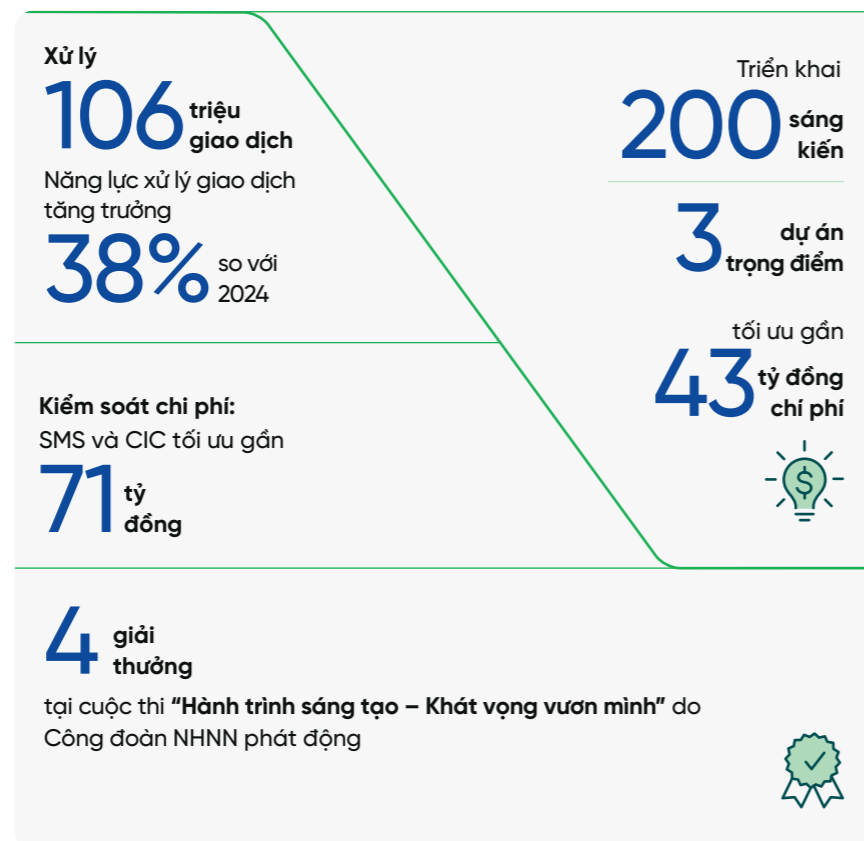 Xử lý
106 triệu
giao dịch
Năng lực xử lý giao dịch
tăng trưởng
38% so với
2024
Triển khai
200 sáng
kiến
3 dự án
trọng điểm
tối ưu gần
43 tỷ đồng
chí phí
Kiểm soát chi phí:
SMS và CIC tối ưu gần
71 tỷ
đồng
4 giải
thưởng
tại cuộc thi “Hành trình sáng tạo – Khát vọng vươn mình” do
Công đoàn NHNN phát động